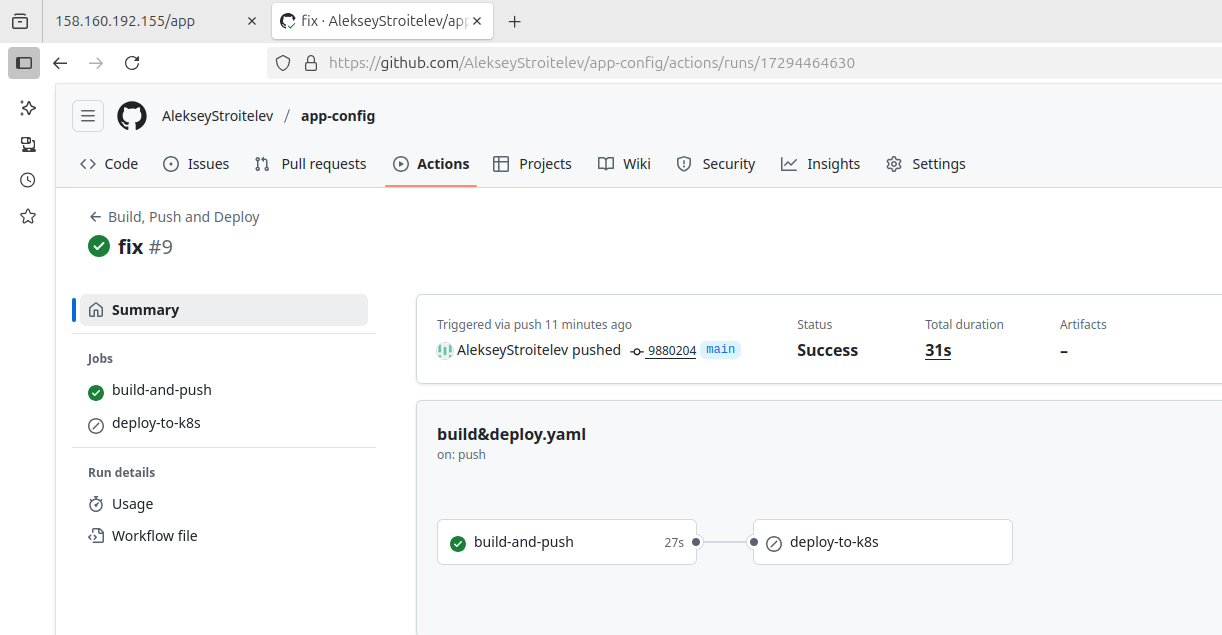 158.160.192.155/app
fix · AlekseyStroitelev/app
https://github.com/AlekseyStroitelev/app-config/actions/runs/17294464630
AlekseyStroitelev / app-config
Code Issues Pull requests Actions Projects Wiki Security Insights Settings
Build, Push and Deploy
fix #9
Summary
Jobs
build-and-push
deploy-to-k8s
Run details
Usage
Workflow file
Triggered via push 11 minutes ago
AlekseyStroitelev pushed 9880204 main
Status
Success
Total duration
31s
Artifacts
–
build&deploy.yaml
on: push
build-and-push 27s
deploy-to-k8s